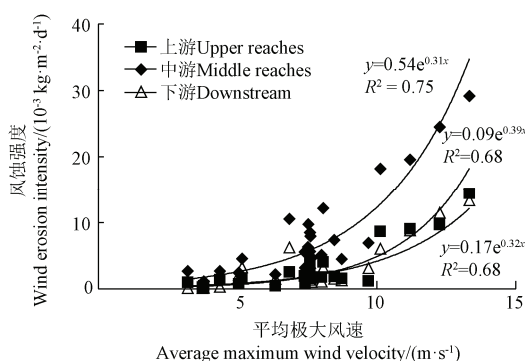 40
30
20
10
0
上游Upper reaches
中游Middle reaches
下游Downstream
y=0.54e^0.31x
R² = 0.75
y=0.09e^0.39x
R²=0.68
y=0.17e^0.32x
R²=0.68
风蚀强度
Wind erosion intensity/(10⁻³ kg·m⁻²·d⁻¹)
0 5 10 15
平均极大风速
Average maximum wind velocity/(m·s⁻¹)